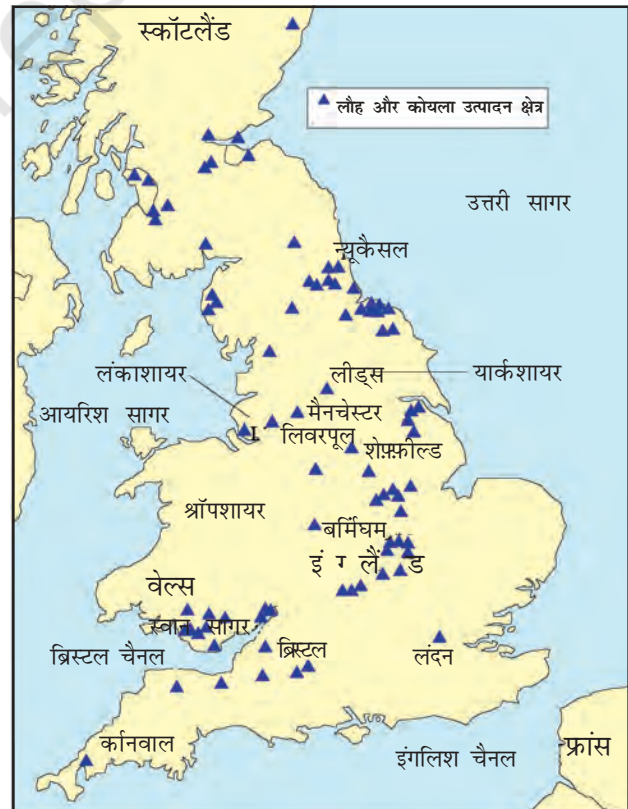 स्कॉटलैंड
लौह और कोयला उत्पादन क्षेत्र
उत्तरी सागर
न्यूकैसल
लंकाशायर
लीड्स
यार्कशायर
आयरिश सागर
मैनचेस्टर
L
लिवरपूल
शेफ़्फ़ील्ड
श्रॉपशायर
बर्मिंघम
इंगलैंड
वेल्स
स्वान सागर
ब्रिस्टल चैनल
ब्रिस्टल
लंदन
कॉर्नवाल
इंगलिश चैनल
फ्रांस